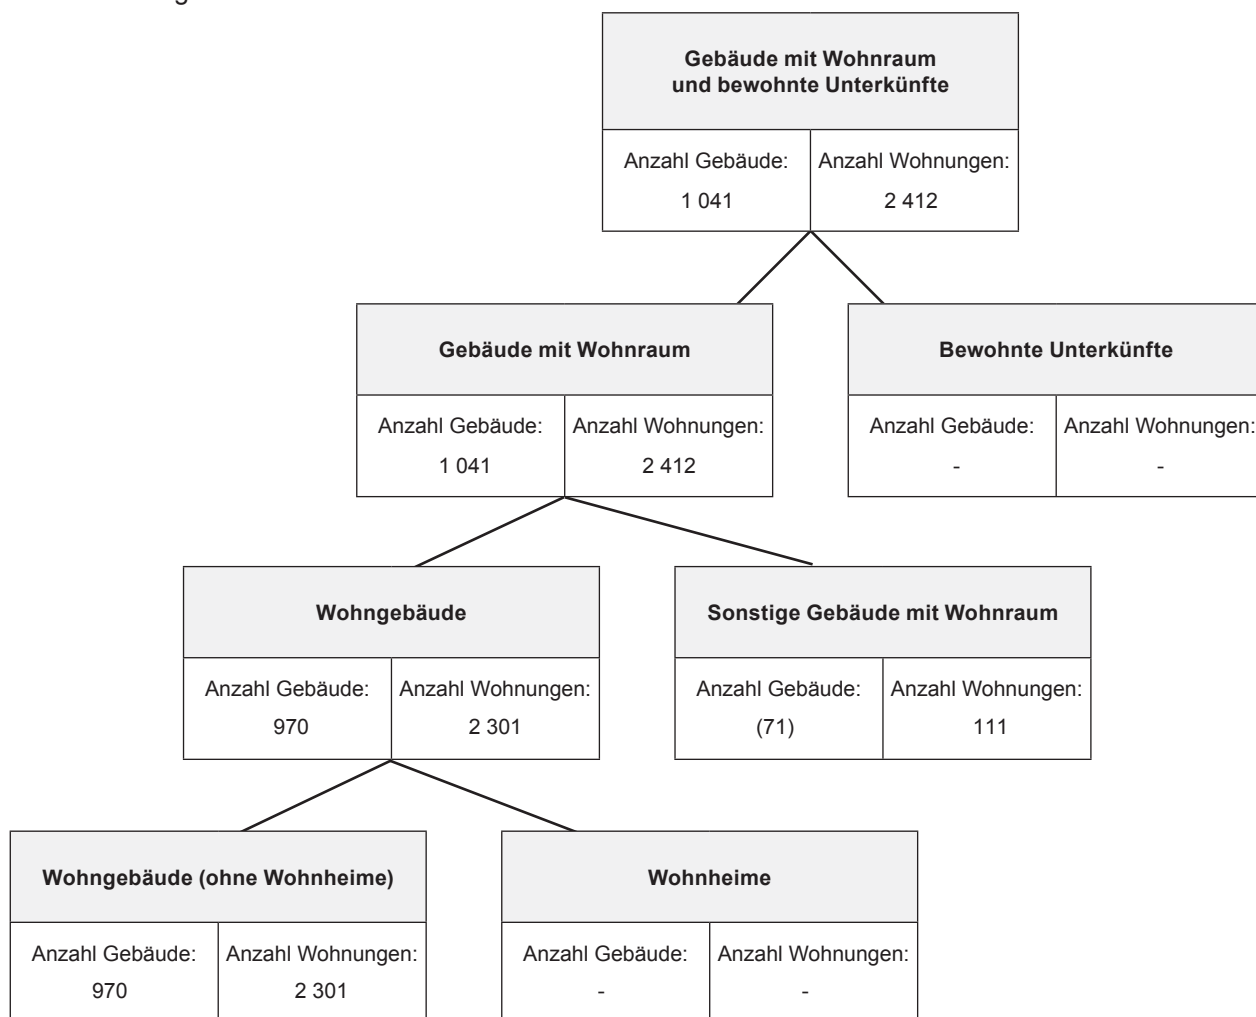 Gebäude mit Wohnraum
und bewohnte Unterkünfte
Anzahl Gebäude: Anzahl Wohnungen:
1 041 2 412
Gebäude mit Wohnraum Bewohnte Unterkünfte
Anzahl Gebäude: Anzahl Wohnungen: Anzahl Gebäude: Anzahl Wohnungen:
1 041 2 412 - -
Wohngebäude Sonstige Gebäude mit Wohnraum
Anzahl Gebäude: Anzahl Wohnungen: Anzahl Gebäude: Anzahl Wohnungen:
970 2 301 (71) 111
Wohngebäude (ohne Wohnheime) Wohnheime
Anzahl Gebäude: Anzahl Wohnungen: Anzahl Gebäude: Anzahl Wohnungen:
970 2 301 - -